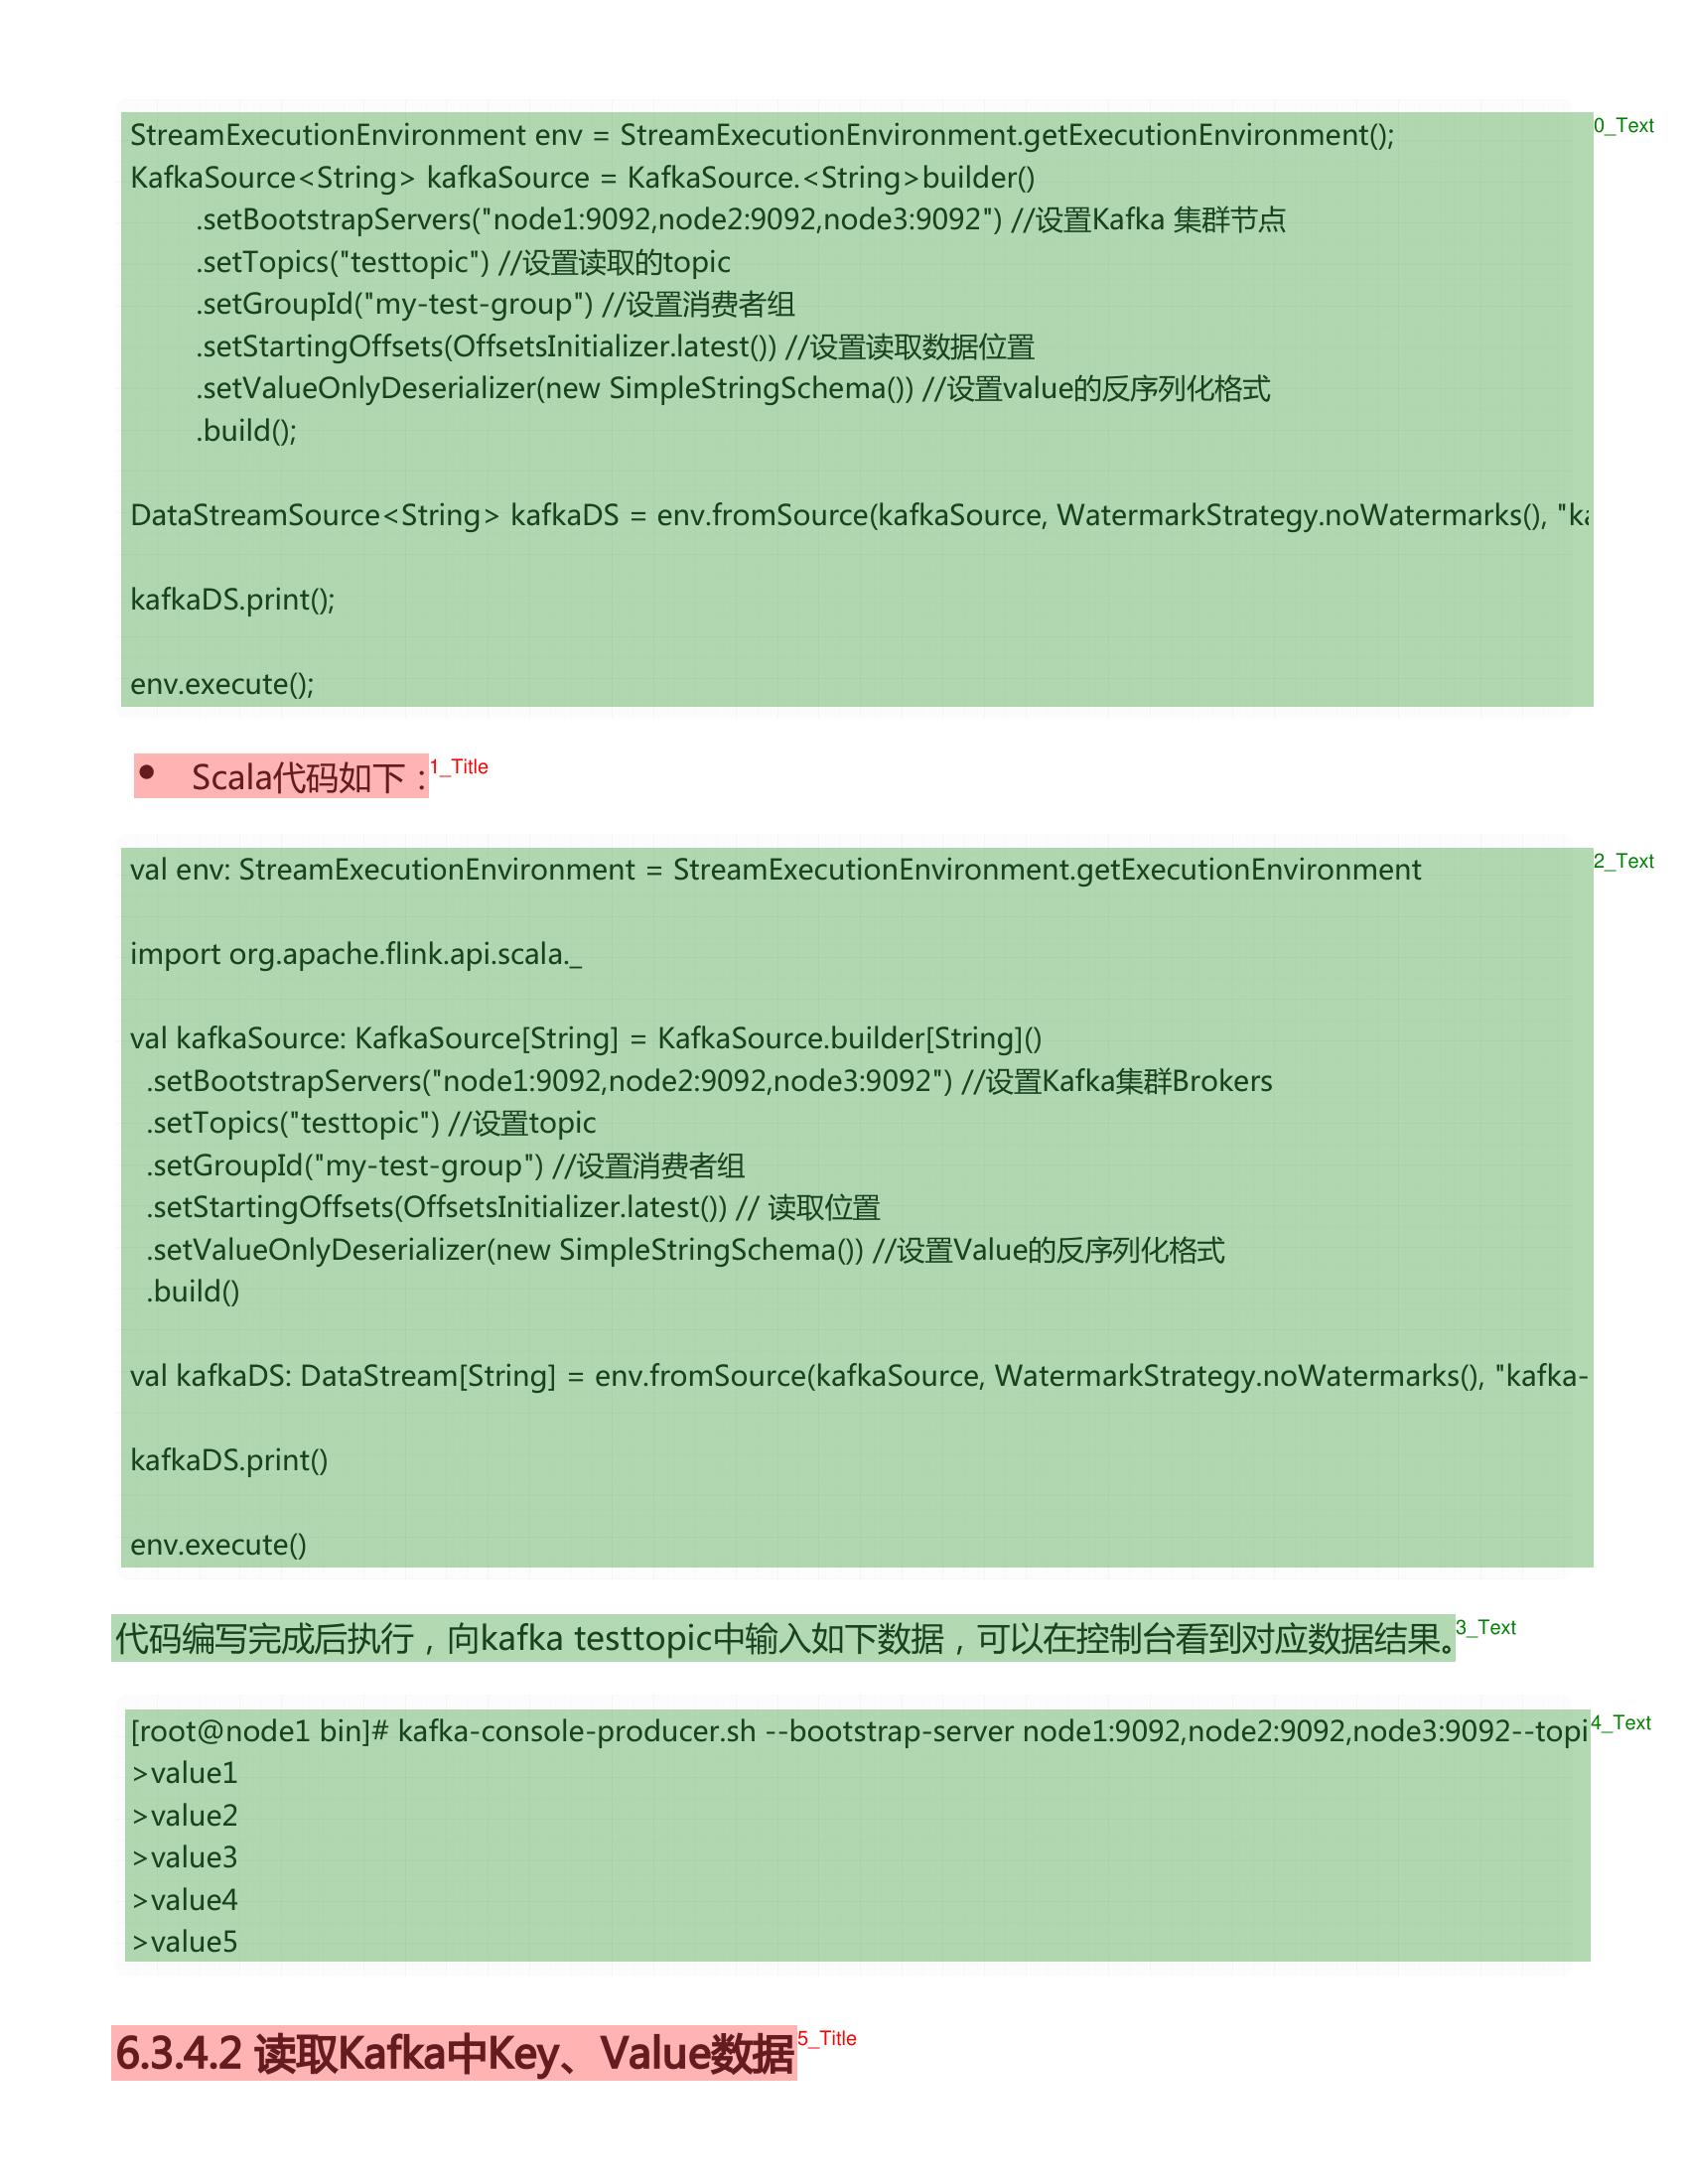 StreamExecutionEnvironment env = StreamExecutionEnvironment.getExecutionEnvironment();
0_Text
KafkaSource<String> kafkaSource = KafkaSource.<String>builder()
.setBootstrapServers("node1:9092,node2:9092,node3:9092") //设置Kafka 集群节点
.setTopics("testtopic") //设置读取的topic
.setGroupId("my-test-group") //设置消费者组
.setStartingOffsets(OffsetsInitializer.latest()) //设置读取数据位置
.setValueOnlyDeserializer(new SimpleStringSchema()) //设置value的反序列化格式
.build();
DataStreamSource<String> kafkaDS = env.fromSource(kafkaSource, WatermarkStrategy.noWatermarks(), "ka
kafkaDS.print();
env.execute();
• Scala代码如下：
1_Title
val env: StreamExecutionEnvironment = StreamExecutionEnvironment.getExecutionEnvironment
2_Text
import org.apache.flink.api.scala._
val kafkaSource: KafkaSource[String] = KafkaSource.builder[String]()
.setBootstrapServers("node1:9092,node2:9092,node3:9092") //设置Kafka集群Brokers
.setTopics("testtopic") //设置topic
.setGroupId("my-test-group") //设置消费者组
.setStartingOffsets(OffsetsInitializer.latest()) // 读取位置
.setValueOnlyDeserializer(new SimpleStringSchema()) //设置Value的反序列化格式
.build()
val kafkaDS: DataStream[String] = env.fromSource(kafkaSource, WatermarkStrategy.noWatermarks(), "kafka-
kafkaDS.print()
env.execute()
代码编写完成后执行，向kafka testtopic中输入如下数据，可以在控制台看到对应数据结果。
3_Text
[root@node1 bin]# kafka-console-producer.sh --bootstrap-server node1:9092,node2:9092,node3:9092--topi
4_Text
>value1
>value2
>value3
>value4
>value5
6.3.4.2 读取Kafka中Key、Value数据
5_Title